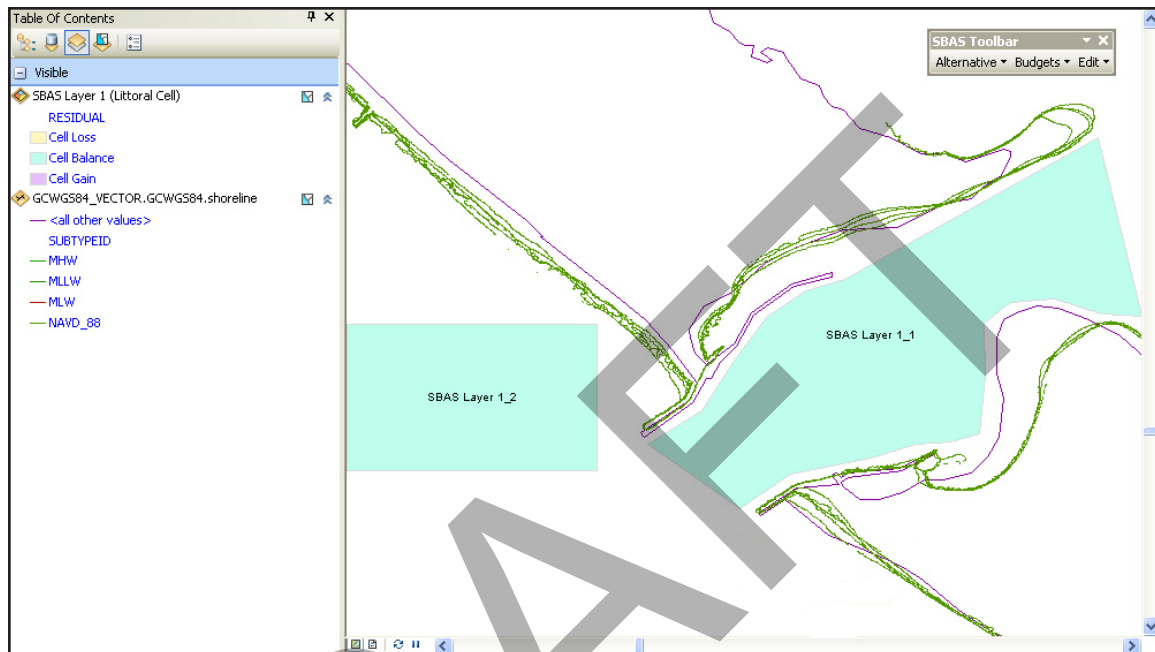 Table Of Contents
Visible
SBAS Layer 1 (Littoral Cell)
RESIDUAL
Cell Loss
Cell Balance
Cell Gain
GCWGS84_VECTOR.GCWGS84.shoreline
<all other values>
SUBTYPEID
MHW
MLLW
MLW
NAVD_88
SBAS Toolbar
Alternative Budgets Edit
SBAS Layer 1_1
SBAS Layer 1_2
AFT